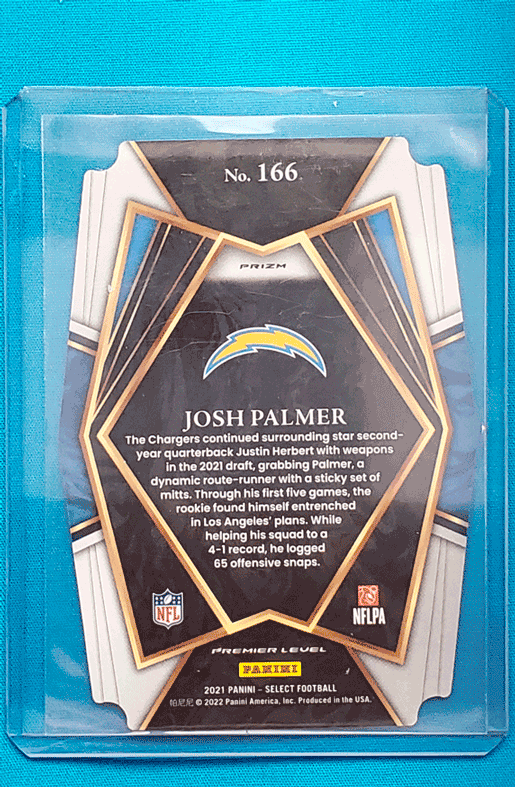 No. 166
PRIZM
JOSH PALMER
The Chargers continued surrounding star second-
year quarterback Justin Herbert with weapons
in the 2021 draft, grabbing Palmer, a
dynamic route-runner with a sticky set of
mitts. Through his first five games, the
rookie found himself entrenched
in Los Angeles' plans. While
helping his squad to a
4-1 record, he logged
65 offensive snaps.
NFL
NFLPA
PREMIER LEVEL
PANINI
2021 PANINI – SELECT FOOTBALL
帕尼尼 © 2022 Panini America, Inc. Produced in the USA.